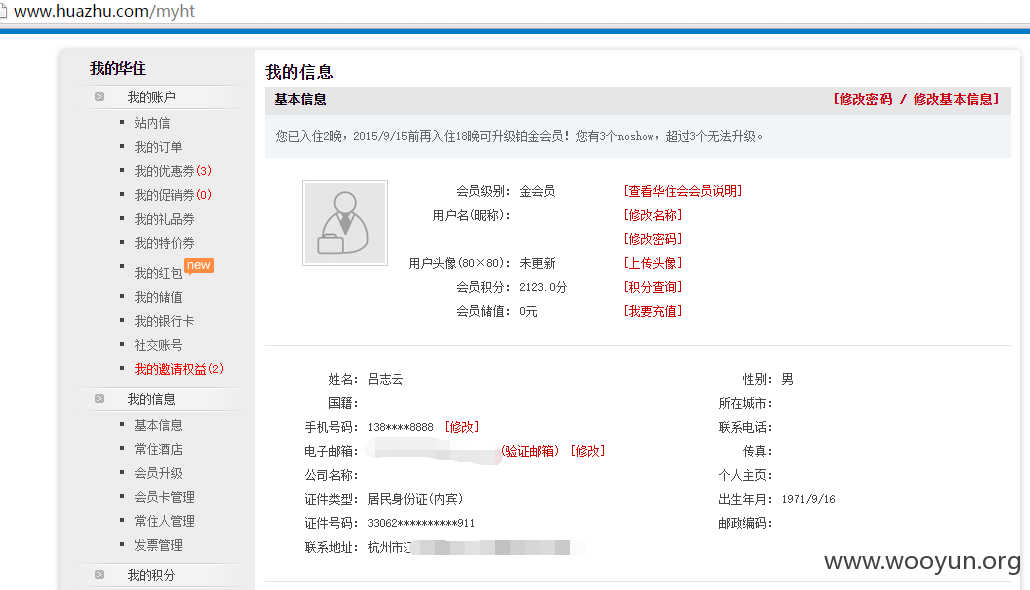 www.huazhu.com/myht
我的华住
我的账户
站内信
我的订单
我的优惠券(3)
我的促销券(0)
我的礼品券
我的特价券
我的红包 new
我的储值
我的银行卡
社交账号
我的邀请权益(2)
我的信息
基本信息
常住酒店
会员升级
会员卡管理
常住人管理
发票管理
我的积分
我的信息
基本信息 [修改密码 / 修改基本信息]
您已入住2晚，2015/9/15前再入住18晚可升级铂金会员！您有3个noshow，超过3个无法升级。
会员级别： 金会员 [查看华住会会员说明]
用户名(昵称)： [修改名称]
[修改密码]
用户头像(80×80)： 未更新 [上传头像]
会员积分： 2123.0分 [积分查询]
会员储值： 0元 [我要充值]
姓名： 吕志云 性别： 男
国籍： 所在城市：
手机号码： 138****8888 [修改] 联系电话：
电子邮箱： (验证邮箱) [修改] 传真：
公司名称： 个人主页：
证件类型： 居民身份证(内宾) 出生年月： 1971/9/16
证件号码： 33062**********911 邮政编码：
联系地址： 杭州市
www.wooyun.org